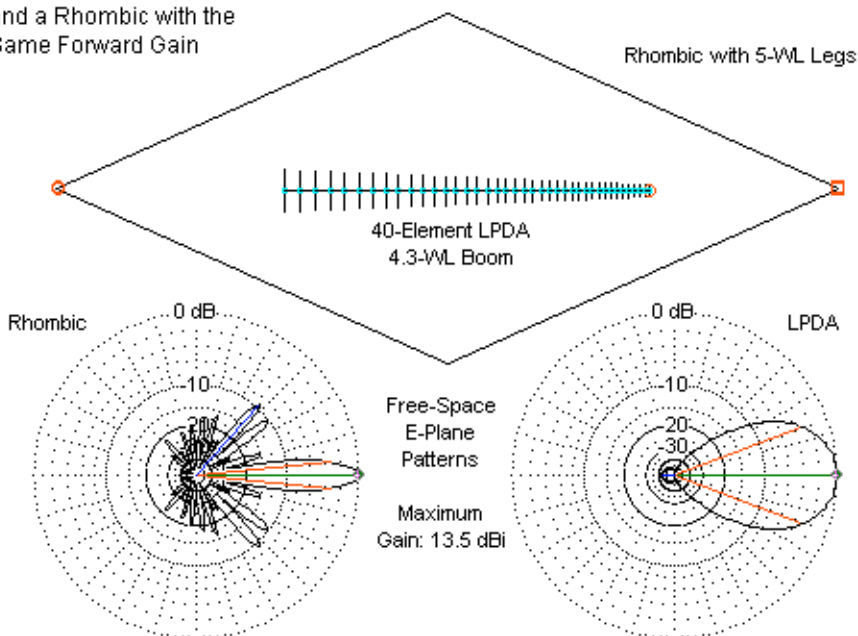 nd a Rhombic with the
Same Forward Gain
Rhombic with 5-WL Legs
40-Element LPDA
4.3-WL Boom
Rhombic
0 dB
-10
20
Free-Space
E-Plane
Patterns
Maximum
Gain: 13.5 dBi
0 dB
LPDA
-10
20
30